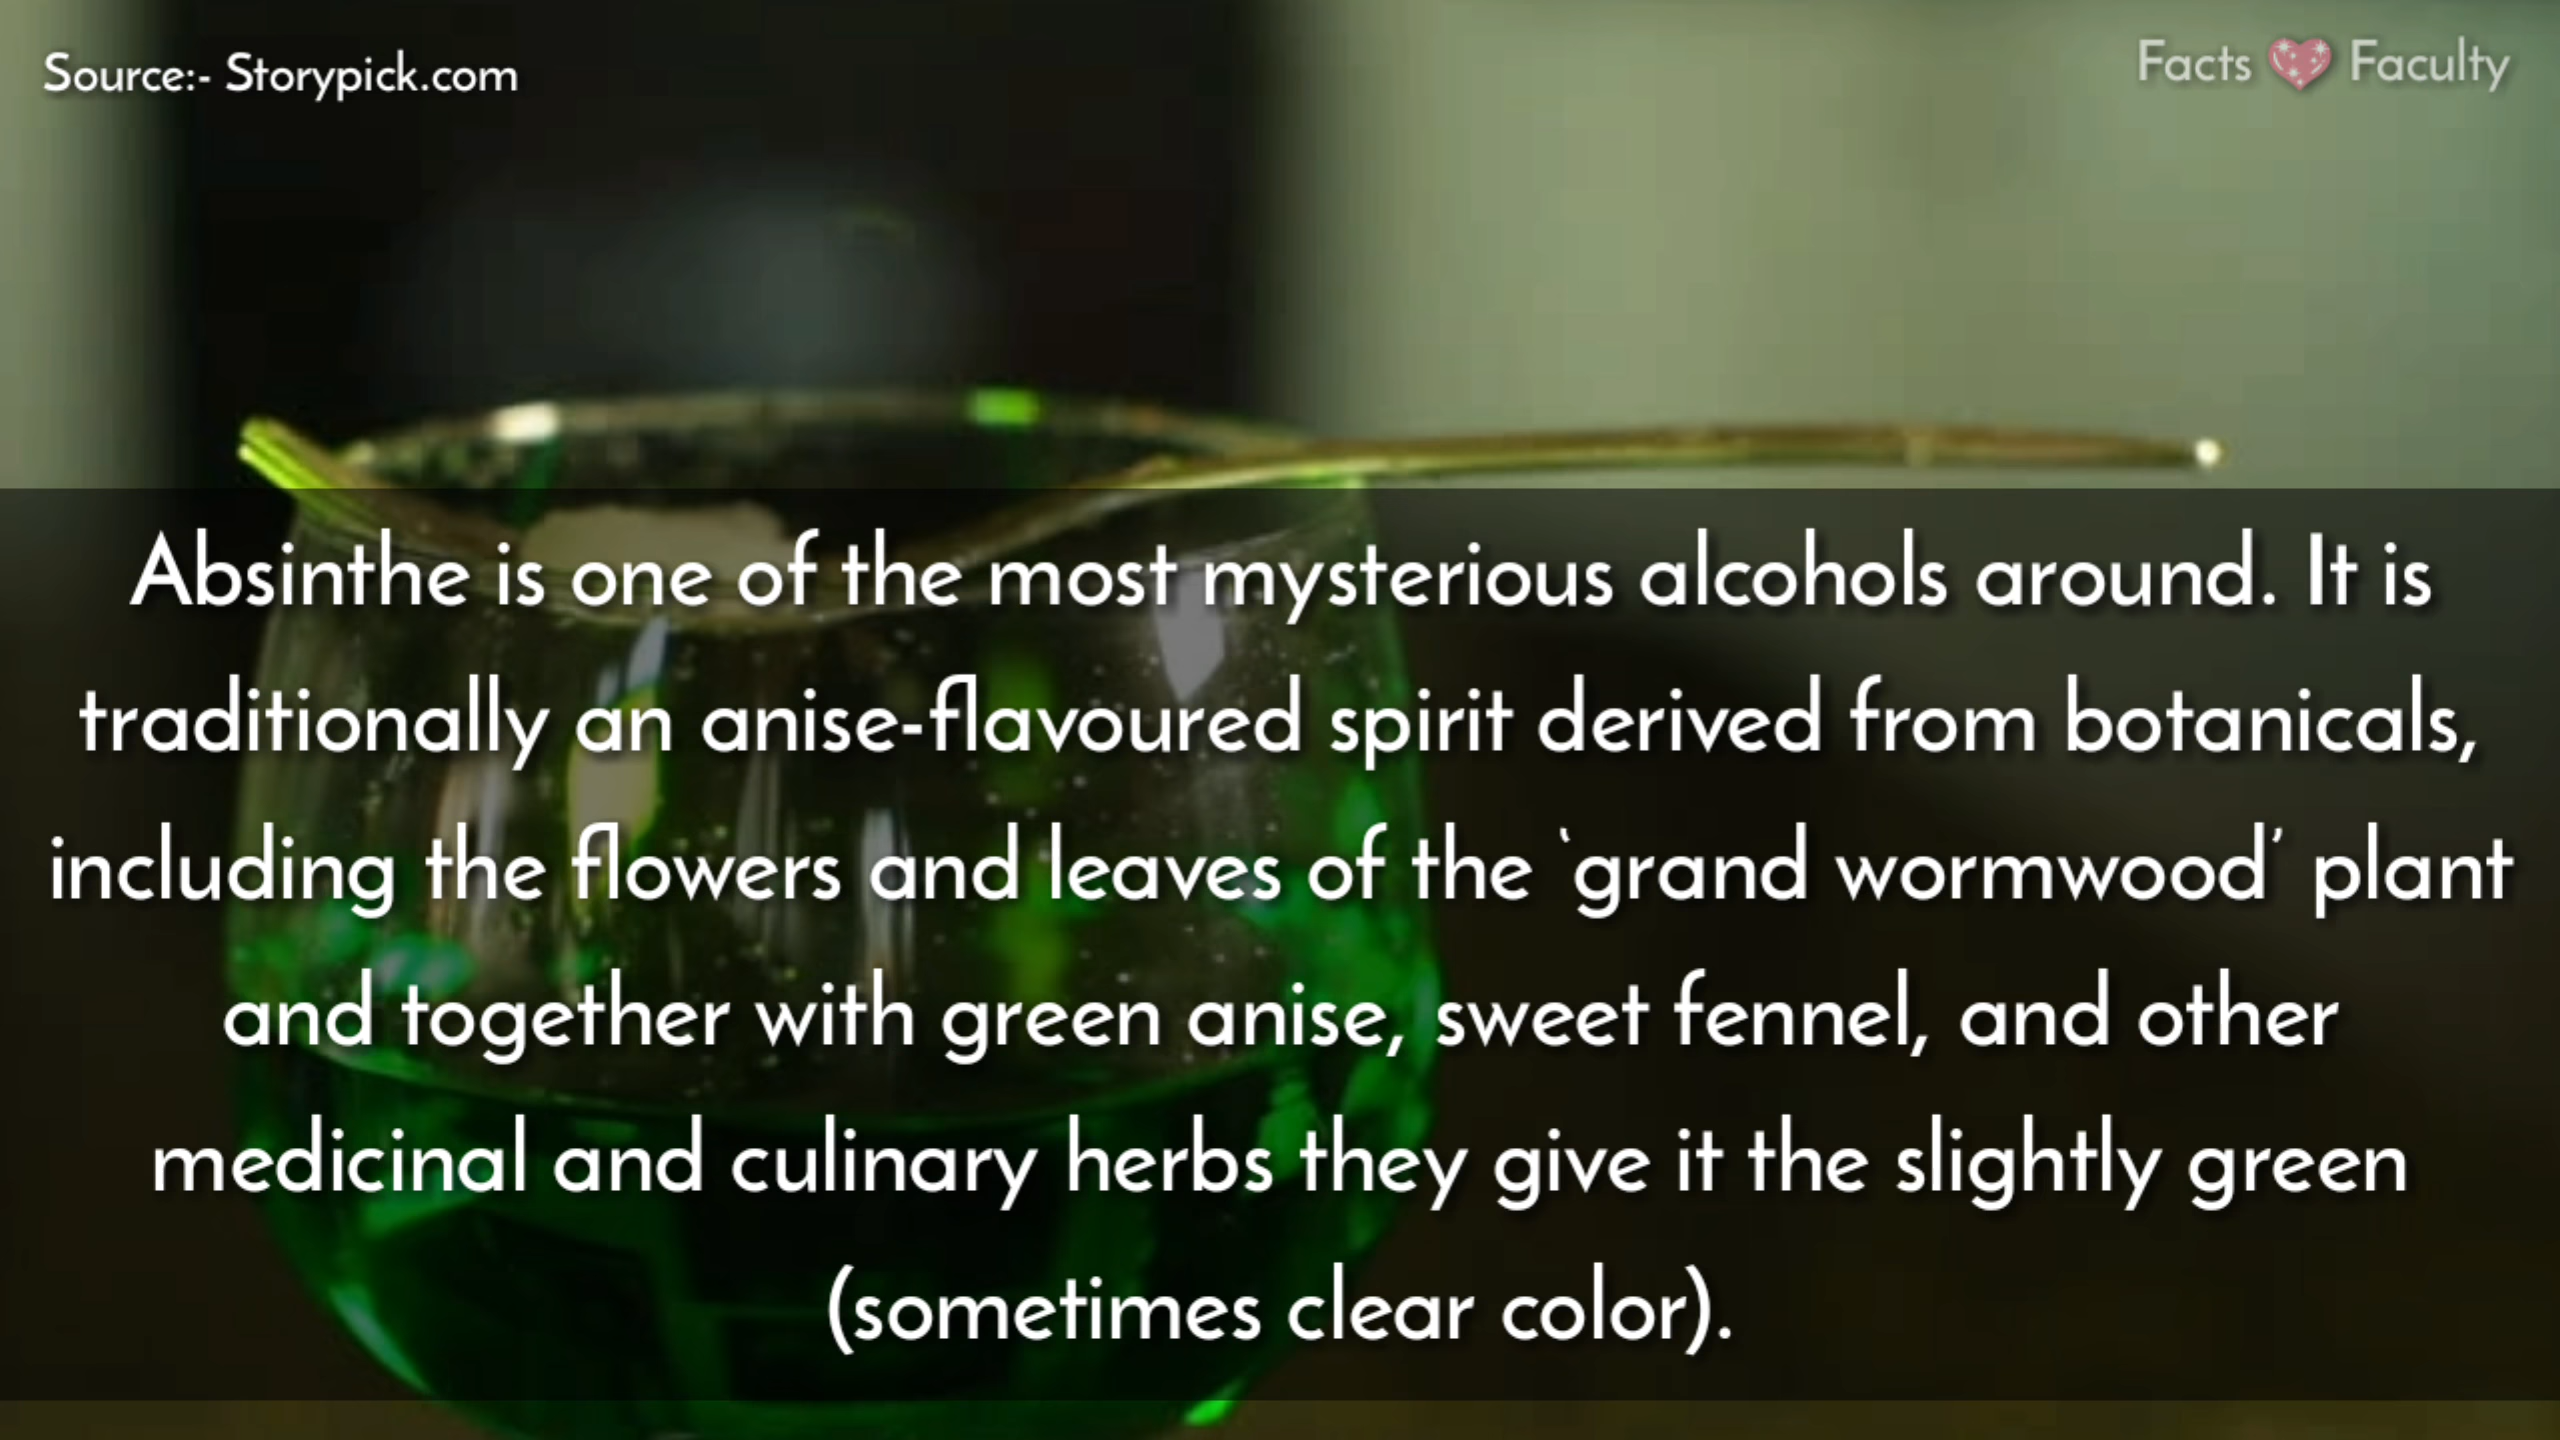 Source:- Storypick.com
Facts 💖 Faculty
Absinthe is one of the most mysterious alcohols around. It is
traditionally an anise-flavoured spirit derived from botanicals,
including the flowers and leaves of the ‘grand wormwood’ plant
and together with green anise, sweet fennel, and other
medicinal and culinary herbs they give it the slightly green
(sometimes clear color).